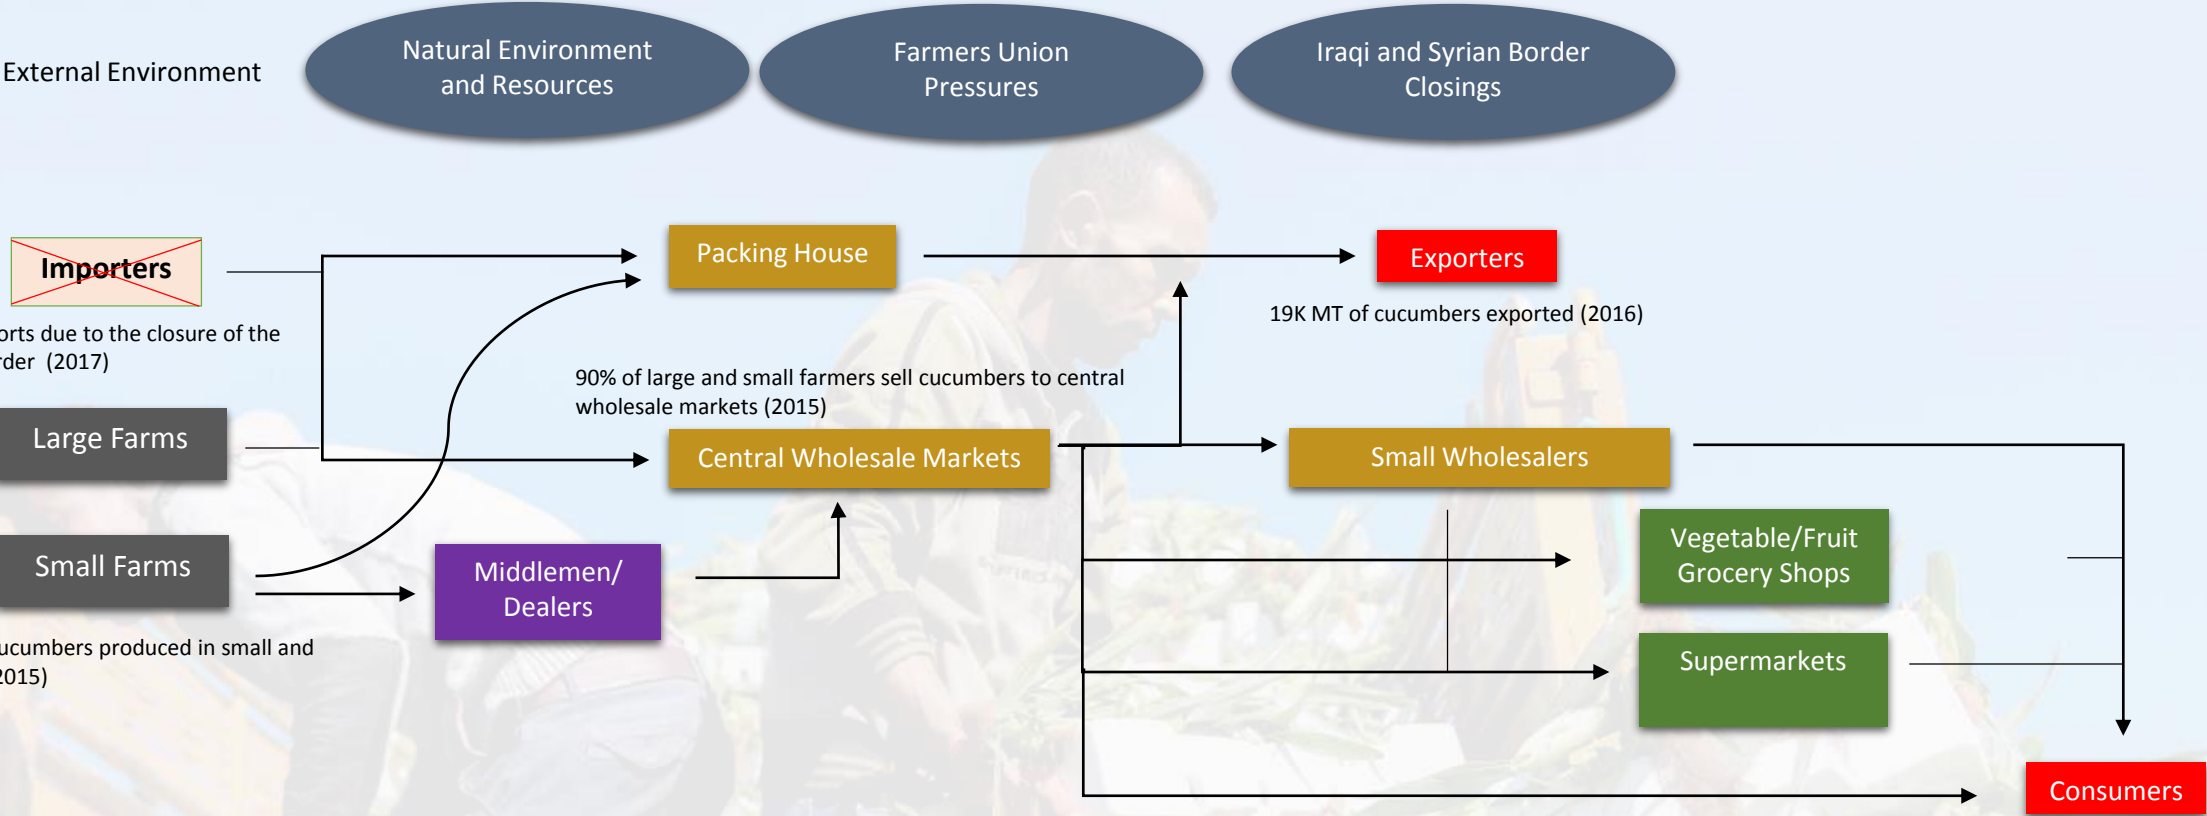 External Environment
Natural Environment
and Resources
Farmers Union
Pressures
Iraqi and Syrian Border
Closings
Importers
due to the closure of the
(2017)
Packing House
Exporters
19K MT of cucumbers exported (2016)
90% of large and small farmers sell cucumbers to central
wholesale markets (2015)
Large Farms
Central Wholesale Markets
Small Wholesalers
Small Farms
Middlemen/
Dealers
Vegetable/Fruit
Grocery Shops
produced in small and
2015)
Supermarkets
Consumers